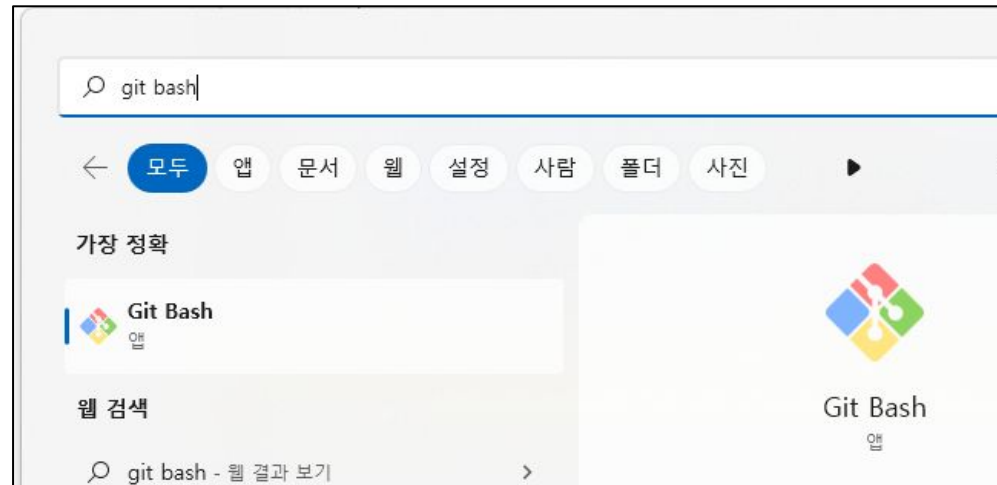 git bash
모두 앱 문서 웹 설정 사람 폴더 사진
가장 정확
Git Bash
앱
웹 검색
git bash - 웹 결과 보기
Git Bash
앱